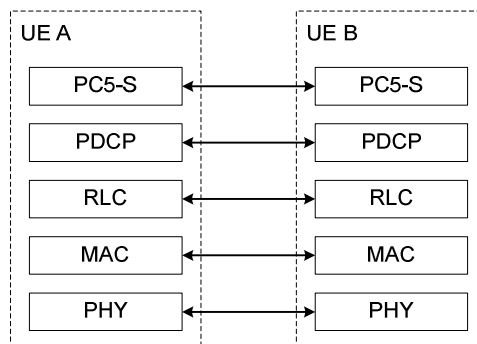 UE A UE B
PC5-S PC5-S
PDCP PDCP
RLC RLC
MAC MAC
PHY PHY